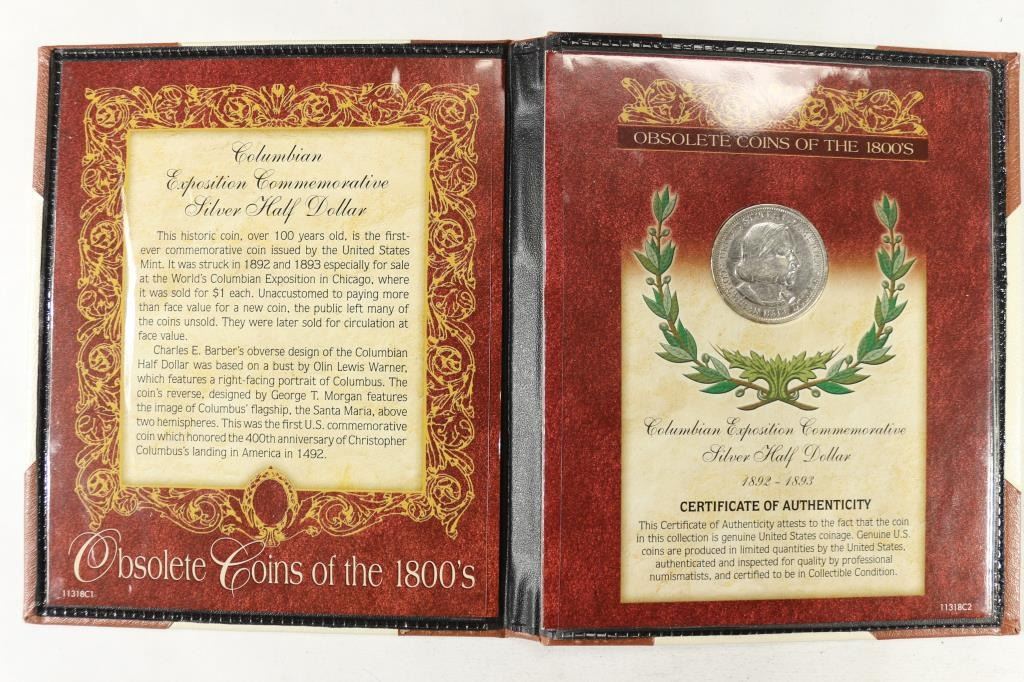 Columbian
Exposition Commemorative
Silver Half Dollar
This historic coin, over 100 years old, is the first-
ever commemorative coin issued by the United States
Mint. It was struck in 1892 and 1893 especially for sale
at the World's Columbian Exposition in Chicago, where
it was sold for $1 each. Unaccustomed to paying more
than face value for a new coin, the public left many of
the coins unsold. They were later sold for circulation at
face value.
Charles E. Barber's obverse design of the Columbian
Half Dollar was based on a bust by Olin Lewis Warner,
which features a right-facing portrait of Columbus. The
coin's reverse, designed by George T. Morgan features
the image of Columbus' flagship, the Santa Maria, above
two hemispheres. This was the first U.S. commemorative
coin which honored the 400th anniversary of Christopher
Columbus's landing in America in 1492.
Obsolete Coins of the 1800's
11318C1
OBSOLETE COINS OF THE 1800'S
Columbian Exposition Commemorative
Silver Half Dollar
1892 - 1893
CERTIFICATE OF AUTHENTICITY
This Certificate of Authenticity attests to the fact that the coin
in this collection is genuine United States coinage. Genuine U.S.
coins are produced in limited quantities by the United States,
authenticated and inspected for quality by professional
numismatists, and certified to be in Collectible Condition.
11318C2